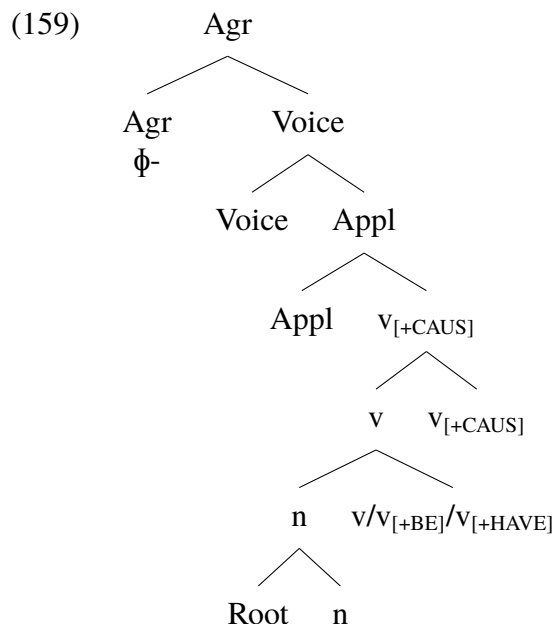 (159) Agr
Agr Voice
ϕ-
Voice Appl
Appl v[+CAUS]
v v[+CAUS]
n v/v[+BE]/v[+HAVE]
Root n